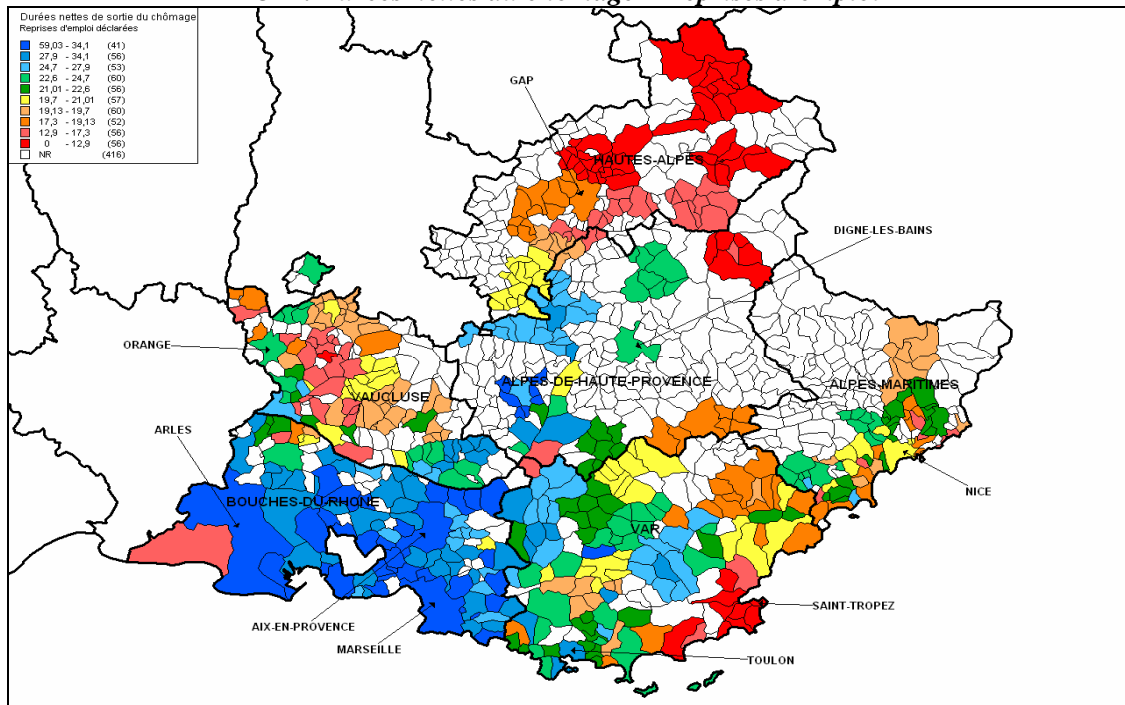 Durées nettes de sortie du chômage
Reprises d'emploi déclarées
59,03 - 34,1 (41)
27,9 - 34,1 (56)
24,7 - 27,9 (53)
22,6 - 24,7 (60)
21,01 - 22,6 (56)
19,7 - 21,01 (57)
19,13 - 19,7 (60)
17,3 - 19,13 (52)
12,9 - 17,3 (56)
0 - 12,9 (56)
NR (416)
GAP
HAUTES-ALPES
DIGNE-LES-BAINS
ORANGE
ALPES-DE-HAUTE-PROVENCE
ALPES-MARITIMES
VAUCLUSE
ARLES
BOUCHES-DU-RHONE
NICE
VAR
SAINT-TROPEZ
AIX-EN-PROVENCE
MARSEILLE
TOULON